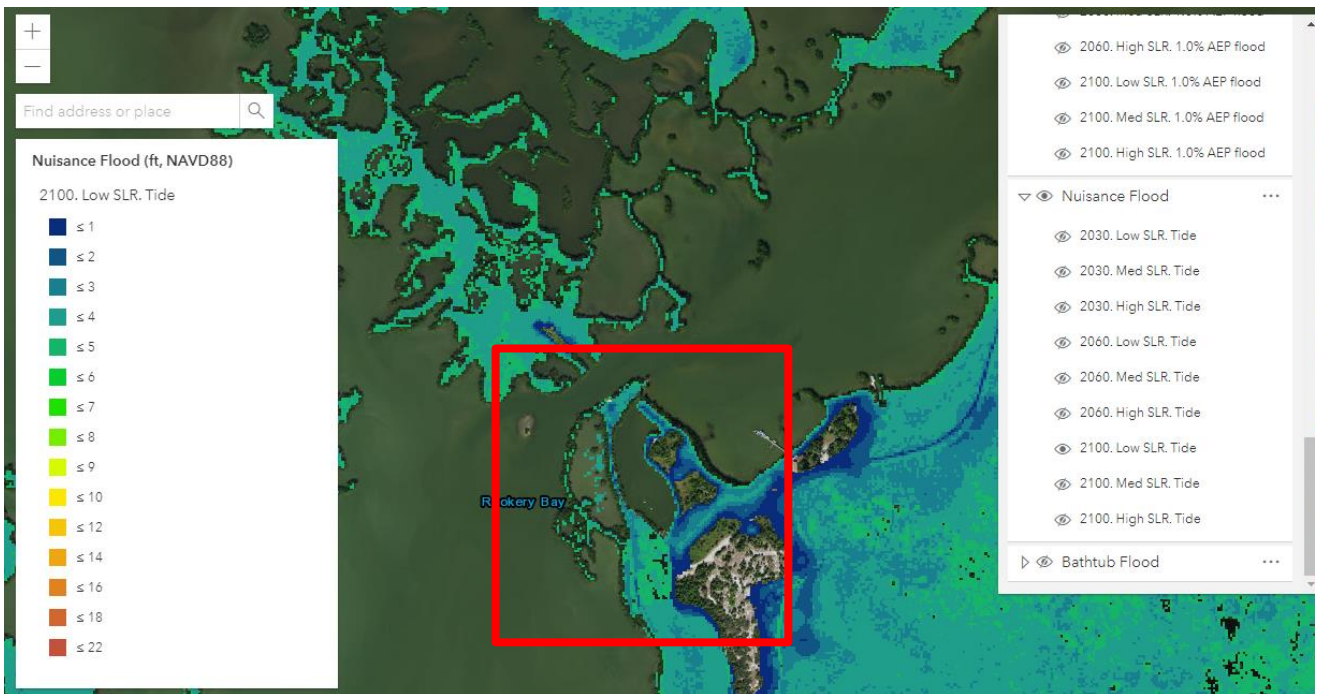 +
−
Find address or place
Nuisance Flood (ft, NAVD88)
2100. Low SLR. Tide
≤ 1
≤ 2
≤ 3
≤ 4
≤ 5
≤ 6
≤ 7
≤ 8
≤ 9
≤ 10
≤ 12
≤ 14
≤ 16
≤ 18
≤ 22
Rookery Bay
2060. High SLR. 1.0% AEP flood
2100. Low SLR. 1.0% AEP flood
2100. Med SLR. 1.0% AEP flood
2100. High SLR. 1.0% AEP flood
Nuisance Flood
2030. Low SLR. Tide
2030. Med SLR. Tide
2030. High SLR. Tide
2060. Low SLR. Tide
2060. Med SLR. Tide
2060. High SLR. Tide
2100. Low SLR. Tide
2100. Med SLR. Tide
2100. High SLR. Tide
Bathtub Flood